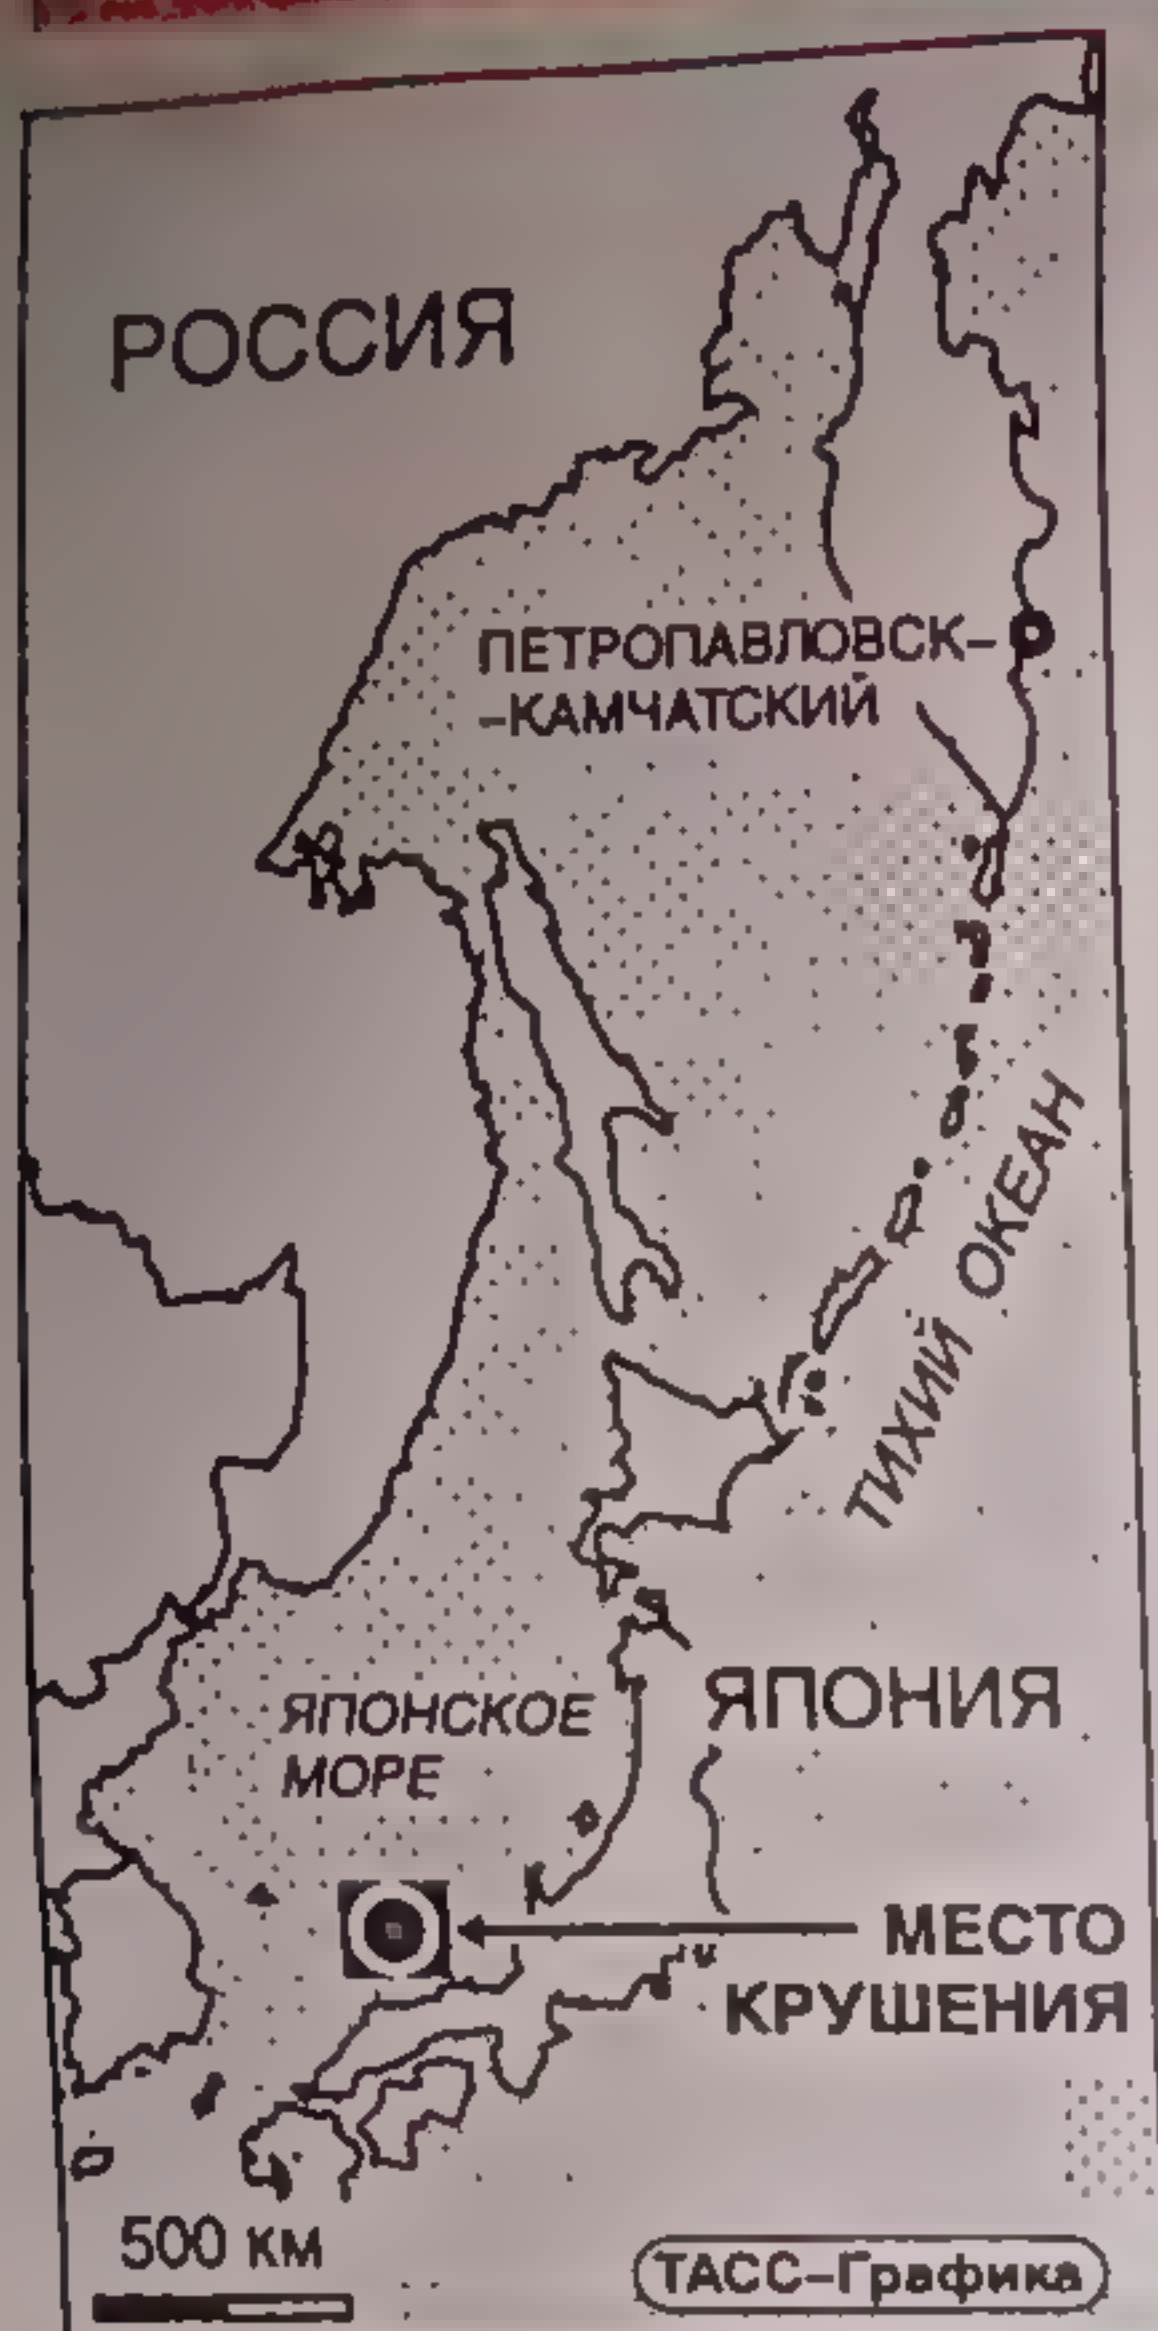 РОССИЯ
ПЕТРОПАВЛОВСК-
-КАМЧАТСКИЙ
ТИХИЙ ОКЕАН
ЯПОНСКОЕ
МОРЕ
ЯПОНИЯ
МЕСТО
КРУШЕНИЯ
500 км
ТАСС-Графика